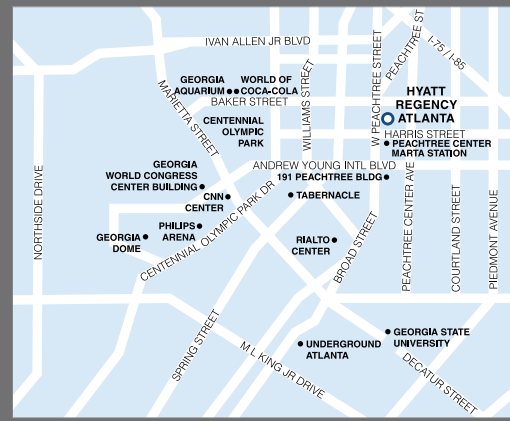 PEACHTREE ST
IVAN ALLEN JR BLVD
I-75 / I-85
W PEACHTREE STREET
GEORGIA
AQUARIUM
WORLD OF
COCA-COLA
BAKER STREET
WILLIAMS STREET
MARIETTA STREET
HYATT
REGENCY
ATLANTA
CENTENNIAL
OLYMPIC
PARK
HARRIS STREET
PEACHTREE CENTER
MARTA STATION
ANDREW YOUNG INTL BLVD
191 PEACHTREE BLDG
GEORGIA
WORLD CONGRESS
CENTER BUILDING
CNN
CENTER
TABERNACLE
NORTHSIDE DRIVE
PHILIPS
ARENA
GEORGIA
DOME
CENTENNIAL OLYMPIC PARK DR
RIALTO
CENTER
BROAD STREET
PEACHTREE CENTER AVE
COURTLAND STREET
PIEDMONT AVENUE
SPRING STREET
UNDERGROUND
ATLANTA
GEORGIA STATE
UNIVERSITY
M L KING JR DRIVE
DECATUR STREET